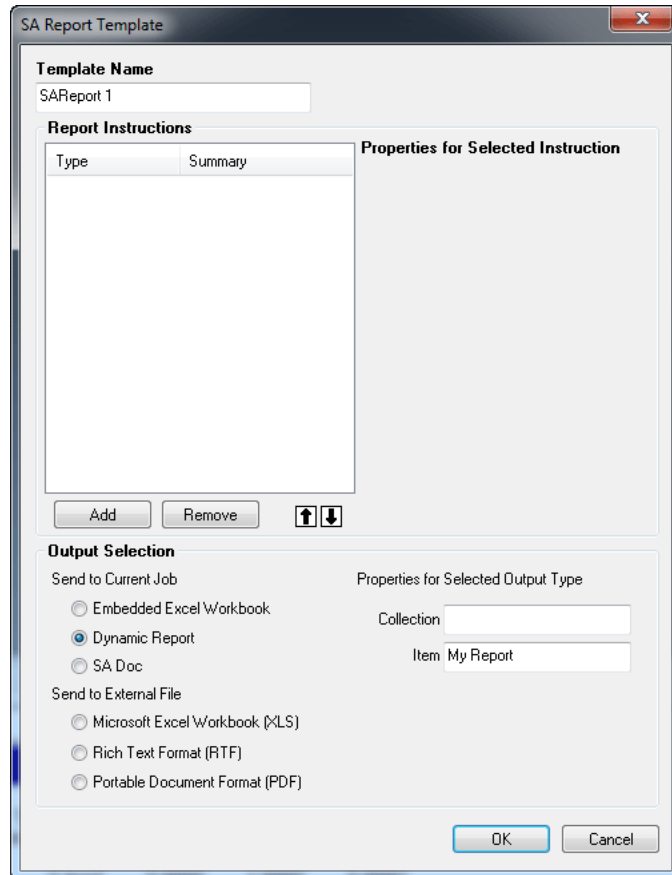 SA Report Template
Template Name
SAReport 1
Report Instructions
Type Summary
Properties for Selected Instruction
Add Remove
Output Selection
Send to Current Job
Embedded Excel Workbook
Dynamic Report
SA Doc
Send to External File
Microsoft Excel Workbook (XLS)
Rich Text Format (RTF)
Portable Document Format (PDF)
Properties for Selected Output Type
Collection
Item My Report
OK Cancel